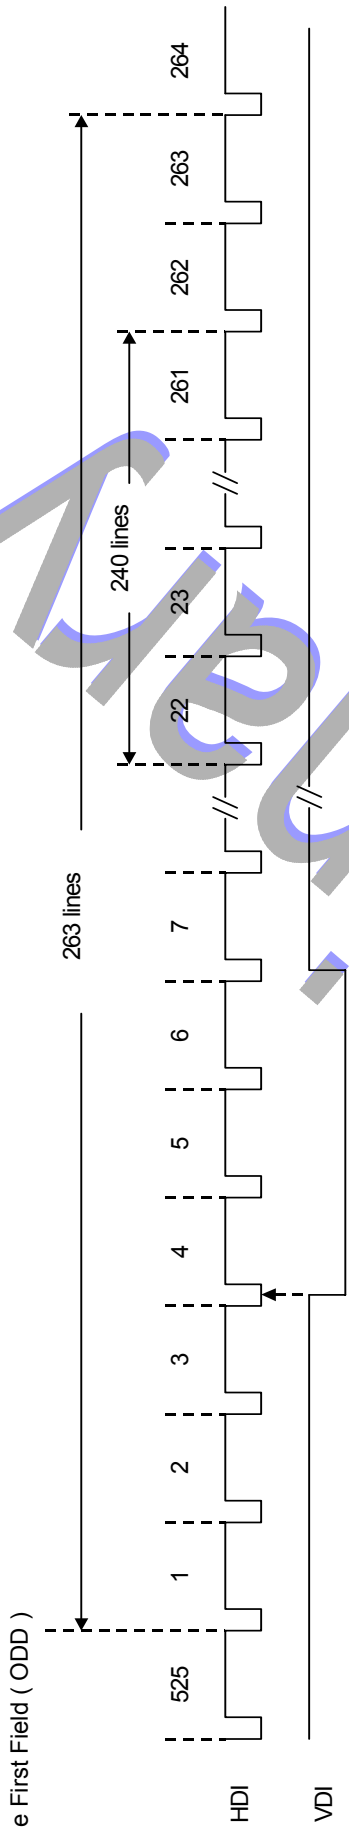 e First Field ( ODD )
263 lines
240 lines
525 1 2 3 4 5 6 7 22 23 261 262 263 264
HDI
VDI